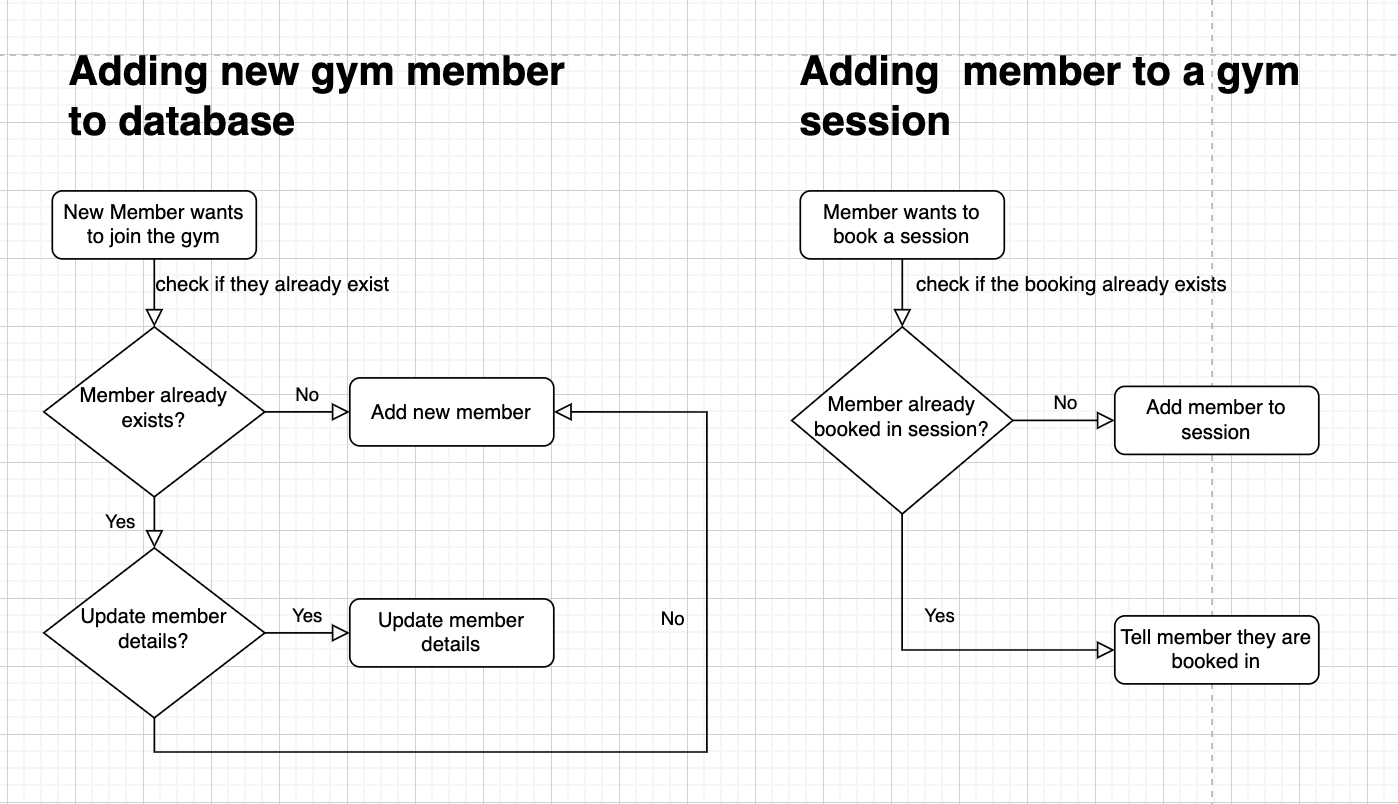 Adding new gym member
to database
New Member wants
to join the gym
check if they already exist
Member already
exists?
No
Add new member
Yes
Update member
details?
Yes
Update member
details
No
Adding  member to a gym
session
Member wants to
book a session
check if the booking already exists
Member already
booked in session?
No
Add member to
session
Yes
Tell member they are
booked in